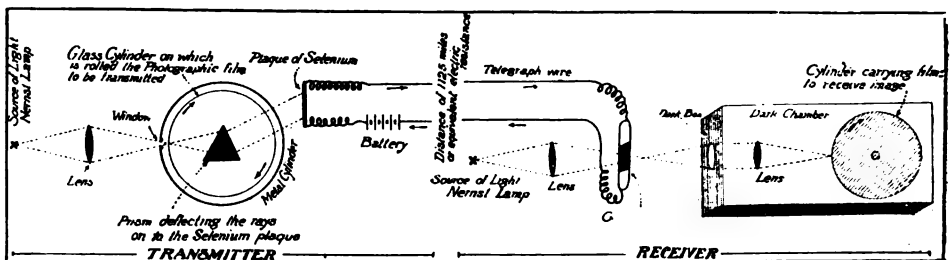 Source of Light
Nernst Lamp
Lens
Window
Glass Cylinder on which
is rolled the Photographic film
to be transmitted
Prism deflecting the rays
on to the Selenium plaque
Metal Cylinder
Plaque of Selenium
Battery
Distance of 1125 miles
or equivalent electric
resistance
Telegraph wire
Source of Light
Nernst Lamp
Lens
G
Dark Box
Dark Chamber
Lens
Cylinder carrying films
to receive image
TRANSMITTER
RECEIVER